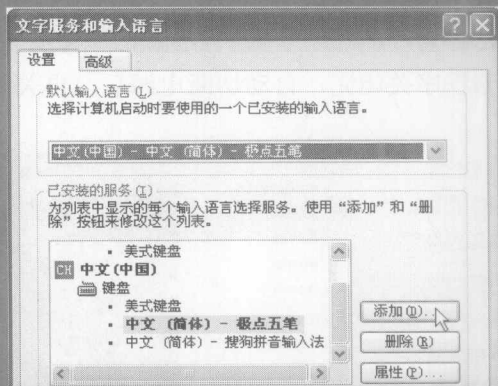 文字服务和输入语言
设置 高级
默认输入语言(L)
选择计算机启动时要使用的一个已安装的输入语言。
中文(中国) - 中文 (简体) - 极点五笔
已安装的服务(I)
为列表中显示的每个输入语言选择服务。使用“添加”和“删
除”按钮来修改这个列表。
美式键盘
CH 中文(中国)
键盘
美式键盘
中文 (简体) - 极点五笔
中文 (简体) - 搜狗拼音输入法
添加(D)...
删除(R)
属性(P)...